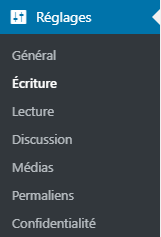 Réglages
Général
Écriture
Lecture
Discussion
Médias
Permaliens
Confidentialité